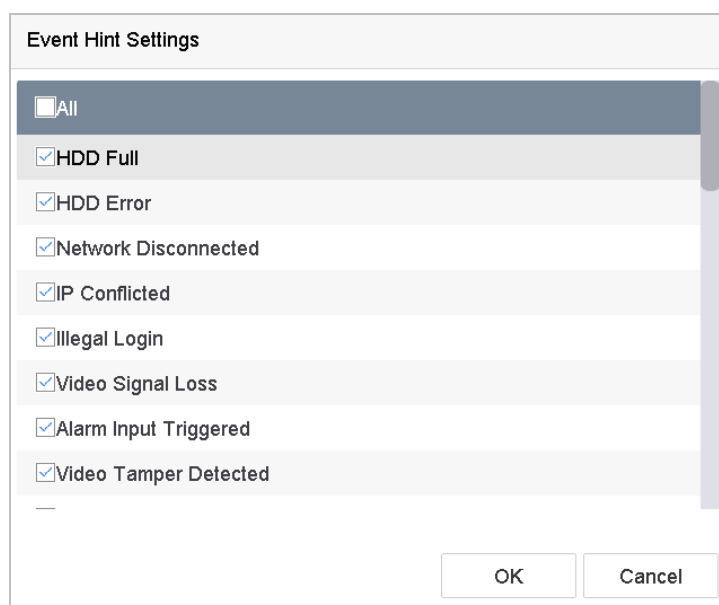 Event Hint Settings
All
HDD Full
HDD Error
Network Disconnected
IP Conflicted
Illegal Login
Video Signal Loss
Alarm Input Triggered
Video Tamper Detected
OK Cancel